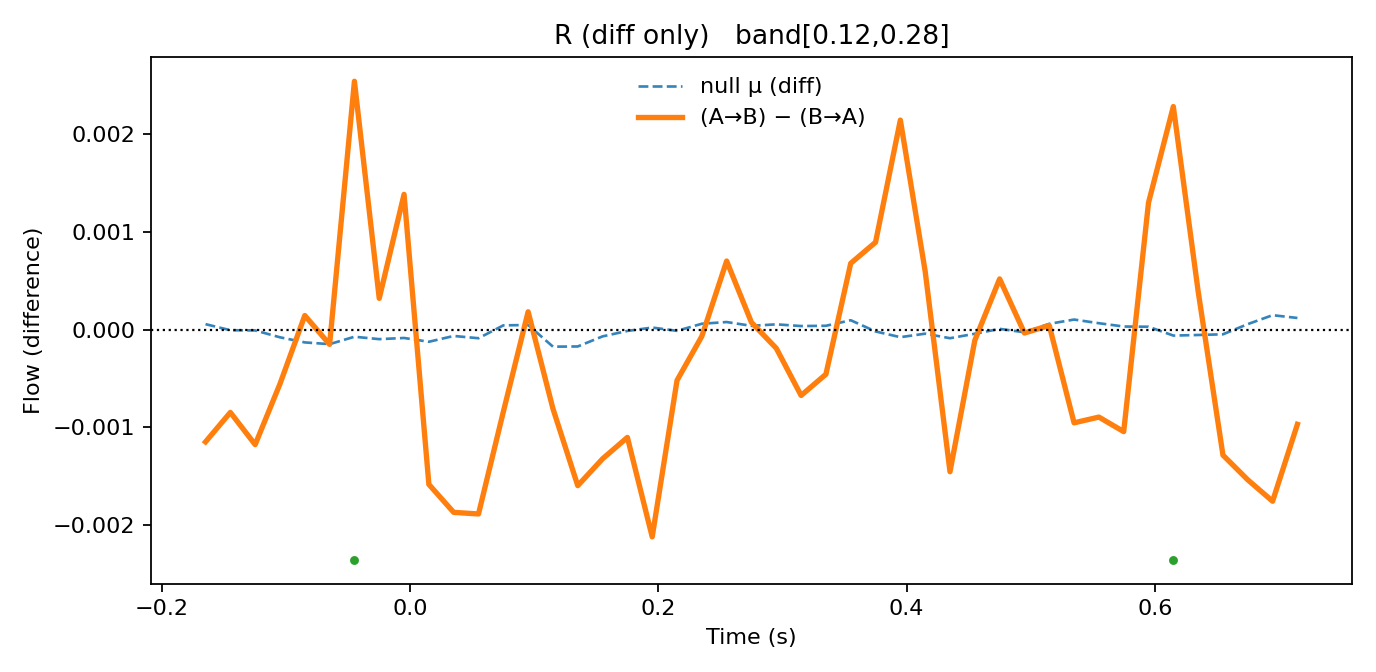 R (diff only)   band[0.12,0.28]
null μ (diff)
(A→B) − (B→A)
Flow (difference)
0.002
0.001
0.000
−0.001
−0.002
−0.2
0.0
0.2
0.4
0.6
Time (s)